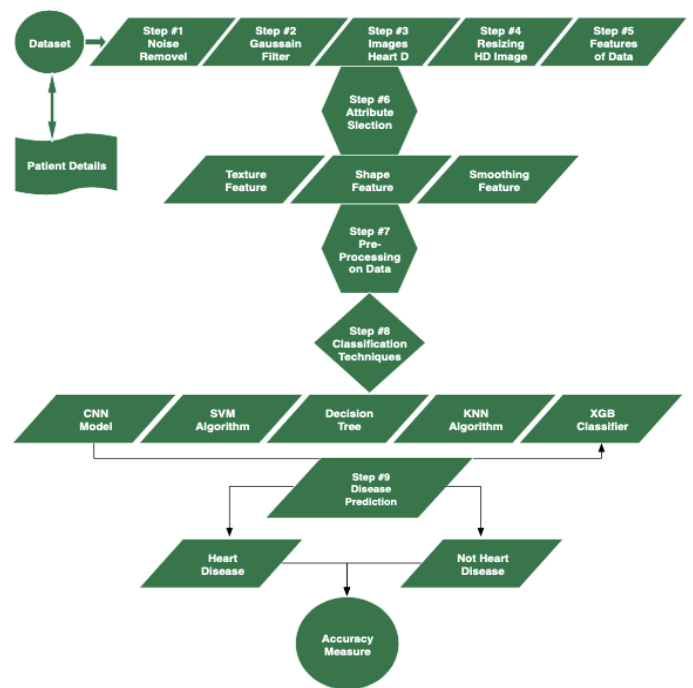 Dataset
Step #1
Noise
Removel
Step #2
Gaussain
Filter
Step #3
Images
Heart D
Step #4
Resizing
HD Image
Step #5
Features
of Data
Step #6
Attribute
Slection
Patient Details
Texture
Feature
Shape
Feature
Smoothing
Feature
Step #7
Pre-
Processing
on Data
Step #8
Classification
Techniques
CNN
Model
SVM
Algorithm
Decision
Tree
KNN
Algorithm
XGB
Classifier
Step #9
Disease
Prediction
Heart
Disease
Not Heart
Disease
Accuracy
Measure